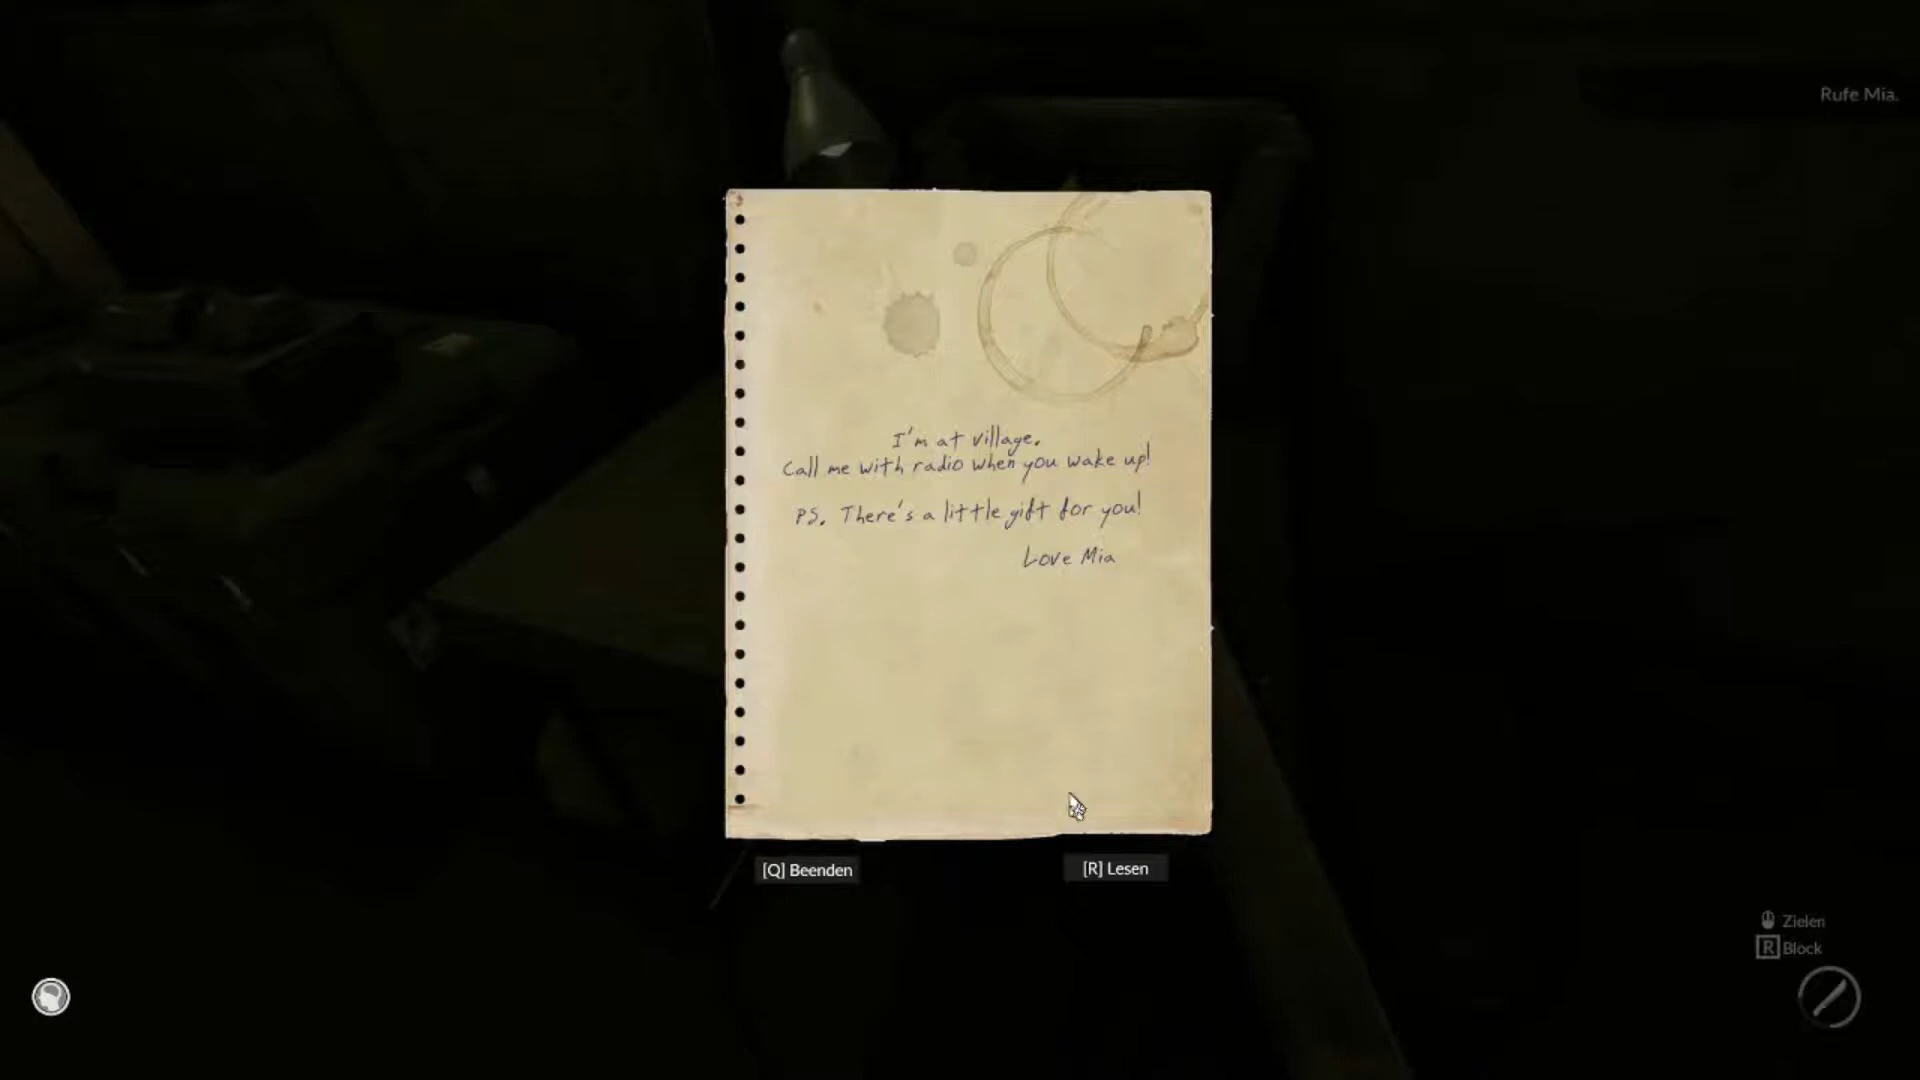 Rufe Mia.
I'm at village.
Call me with radio when you wake up!
PS. There's a little gift for you!
Love Mia
[Q] Beenden
[R] Lesen
Zielen
R Block